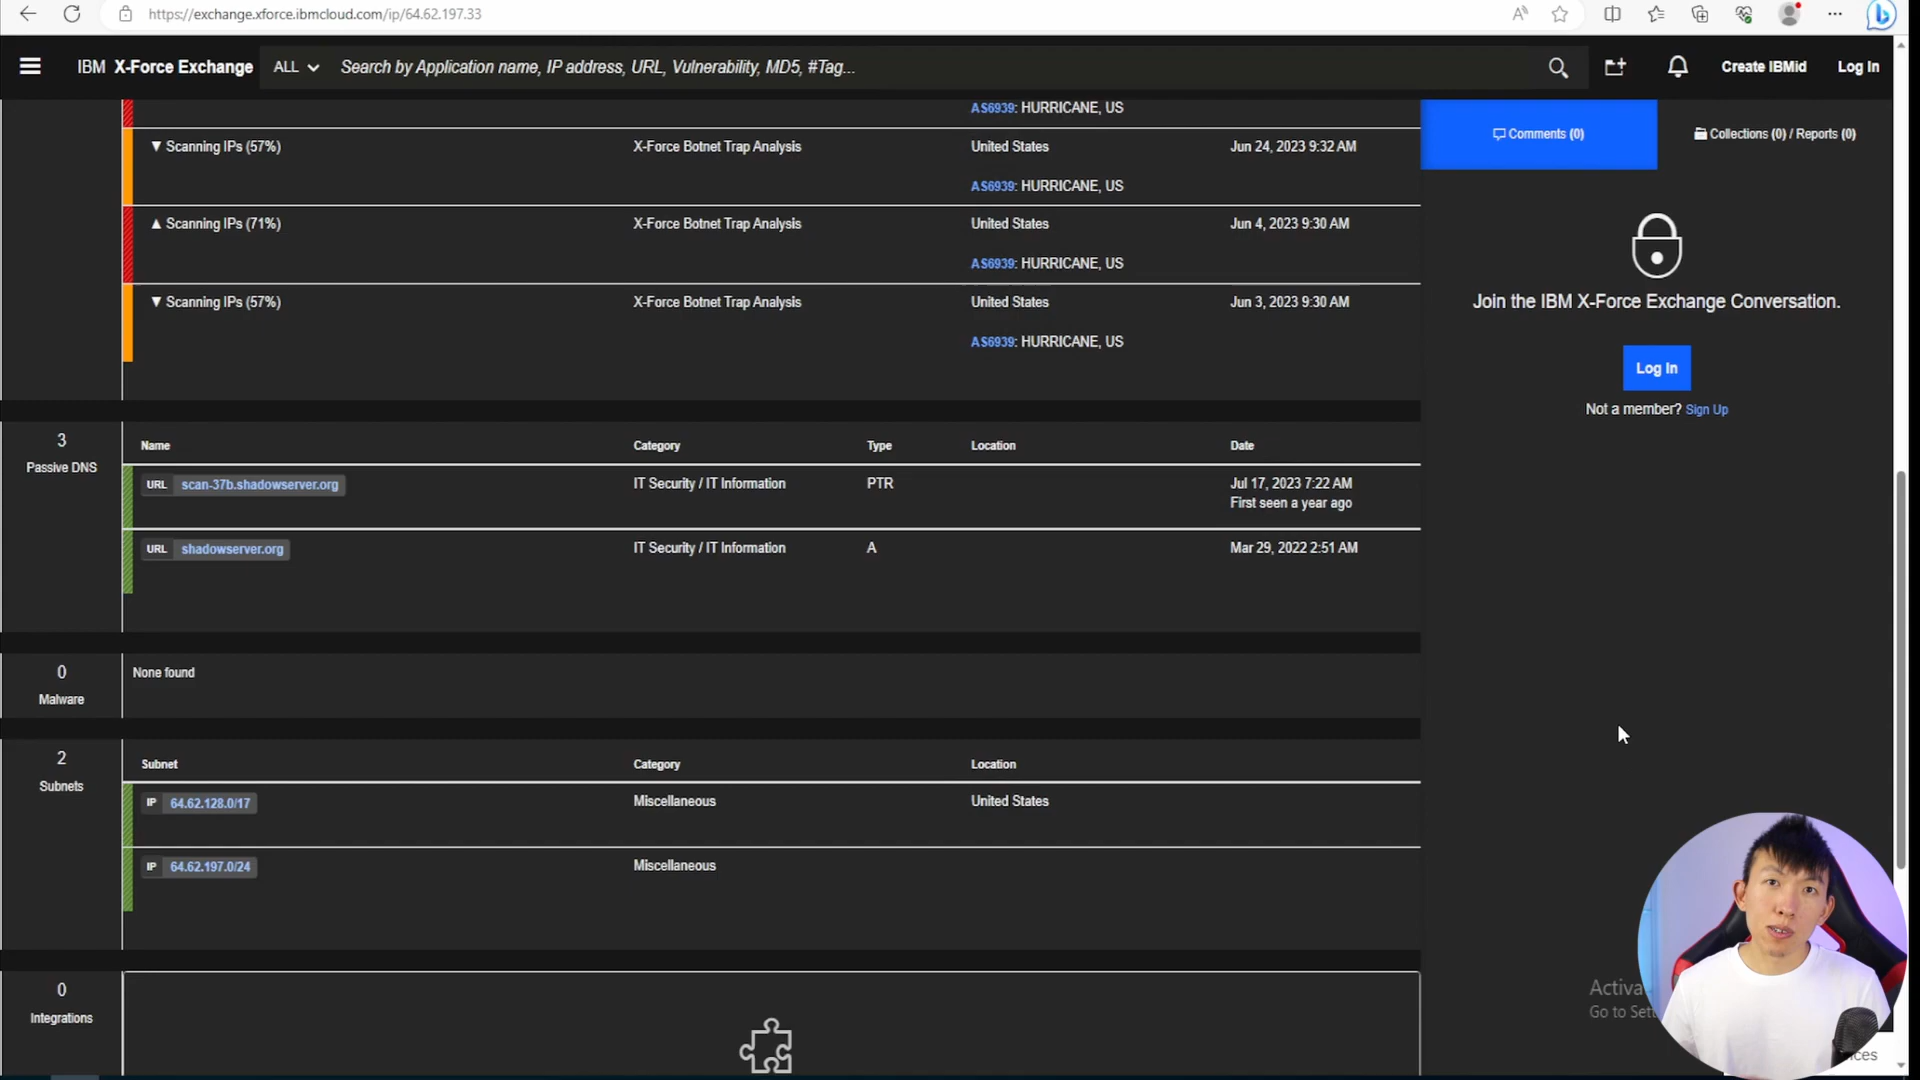 https://exchange.xforce.ibmcloud.com/ip/64.62.197.33
IBM X-Force Exchange
ALL
Search by Application name, IP address, URL, Vulnerability, MD5, #Tag...
Create IBMid
Log In
AS6939: HURRICANE, US
▼ Scanning IPs (57%) X-Force Botnet Trap Analysis United States Jun 24, 2023 9:32 AM
AS6939: HURRICANE, US
▲ Scanning IPs (71%) X-Force Botnet Trap Analysis United States Jun 4, 2023 9:30 AM
AS6939: HURRICANE, US
▼ Scanning IPs (57%) X-Force Botnet Trap Analysis United States Jun 3, 2023 9:30 AM
AS6939: HURRICANE, US
Comments (0)
Collections (0) / Reports (0)
Join the IBM X-Force Exchange Conversation.
Log In
Not a member? Sign Up
3
Passive DNS
Name Category Type Location Date
URL scan-37b.shadowserver.org IT Security / IT Information PTR Jul 17, 2023 7:22 AM
First seen a year ago
URL shadowserver.org IT Security / IT Information A Mar 29, 2022 2:51 AM
0
Malware
None found
2
Subnets
Subnet Category Location
IP 64.62.128.0/17 Miscellaneous United States
IP 64.62.197.0/24 Miscellaneous
0
Integrations
Activa
Go to Sett